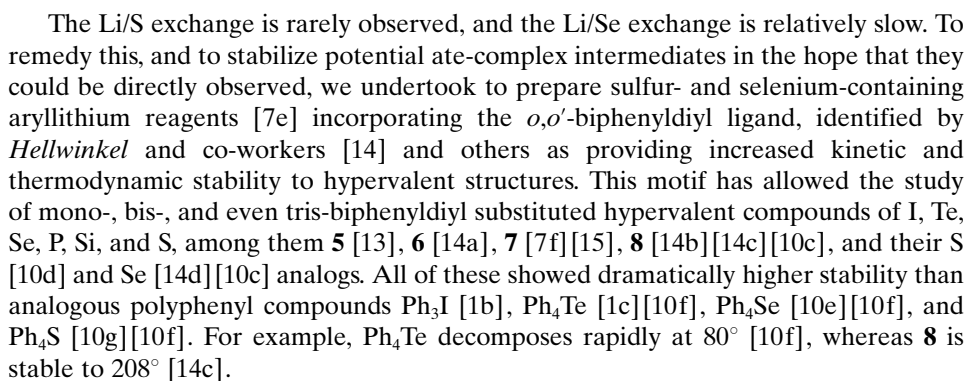 The Li/S exchange is rarely observed, and the Li/Se exchange is relatively slow. To
remedy this, and to stabilize potential ate-complex intermediates in the hope that they
could be directly observed, we undertook to prepare sulfur- and selenium-containing
aryllithium reagents [7e] incorporating the o,o′-biphenyldiyl ligand, identified by
Hellwinkel and co-workers [14] and others as providing increased kinetic and
thermodynamic stability to hypervalent structures. This motif has allowed the study
of mono-, bis-, and even tris-biphenyldiyl substituted hypervalent compounds of I, Te,
Se, P, Si, and S, among them 5 [13], 6 [14a], 7 [7f][15], 8 [14b][14c][10c], and their S
[10d] and Se [14d][10c] analogs. All of these showed dramatically higher stability than
analogous polyphenyl compounds Ph₃I [1b], Ph₄Te [1c][10f], Ph₄Se [10e][10f], and
Ph₄S [10g][10f]. For example, Ph₄Te decomposes rapidly at 80° [10f], whereas 8 is
stable to 208° [14c].